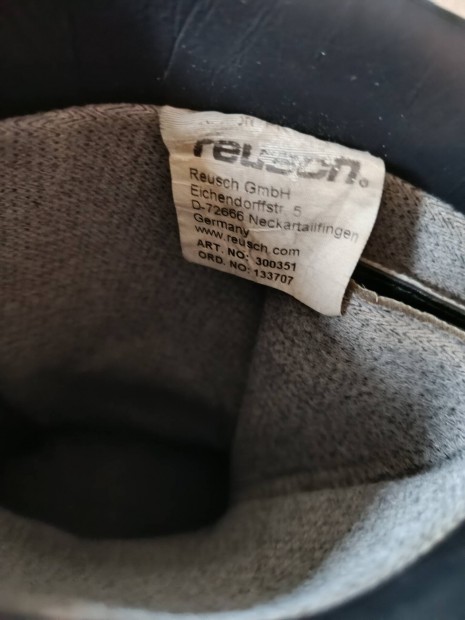 reusch®
Reusch GmbH
Eichendorffstr. 5
D-72666 Neckartailfingen
Germany
www.reusch.com
ART. NO: 300351
ORD. NO: 133707